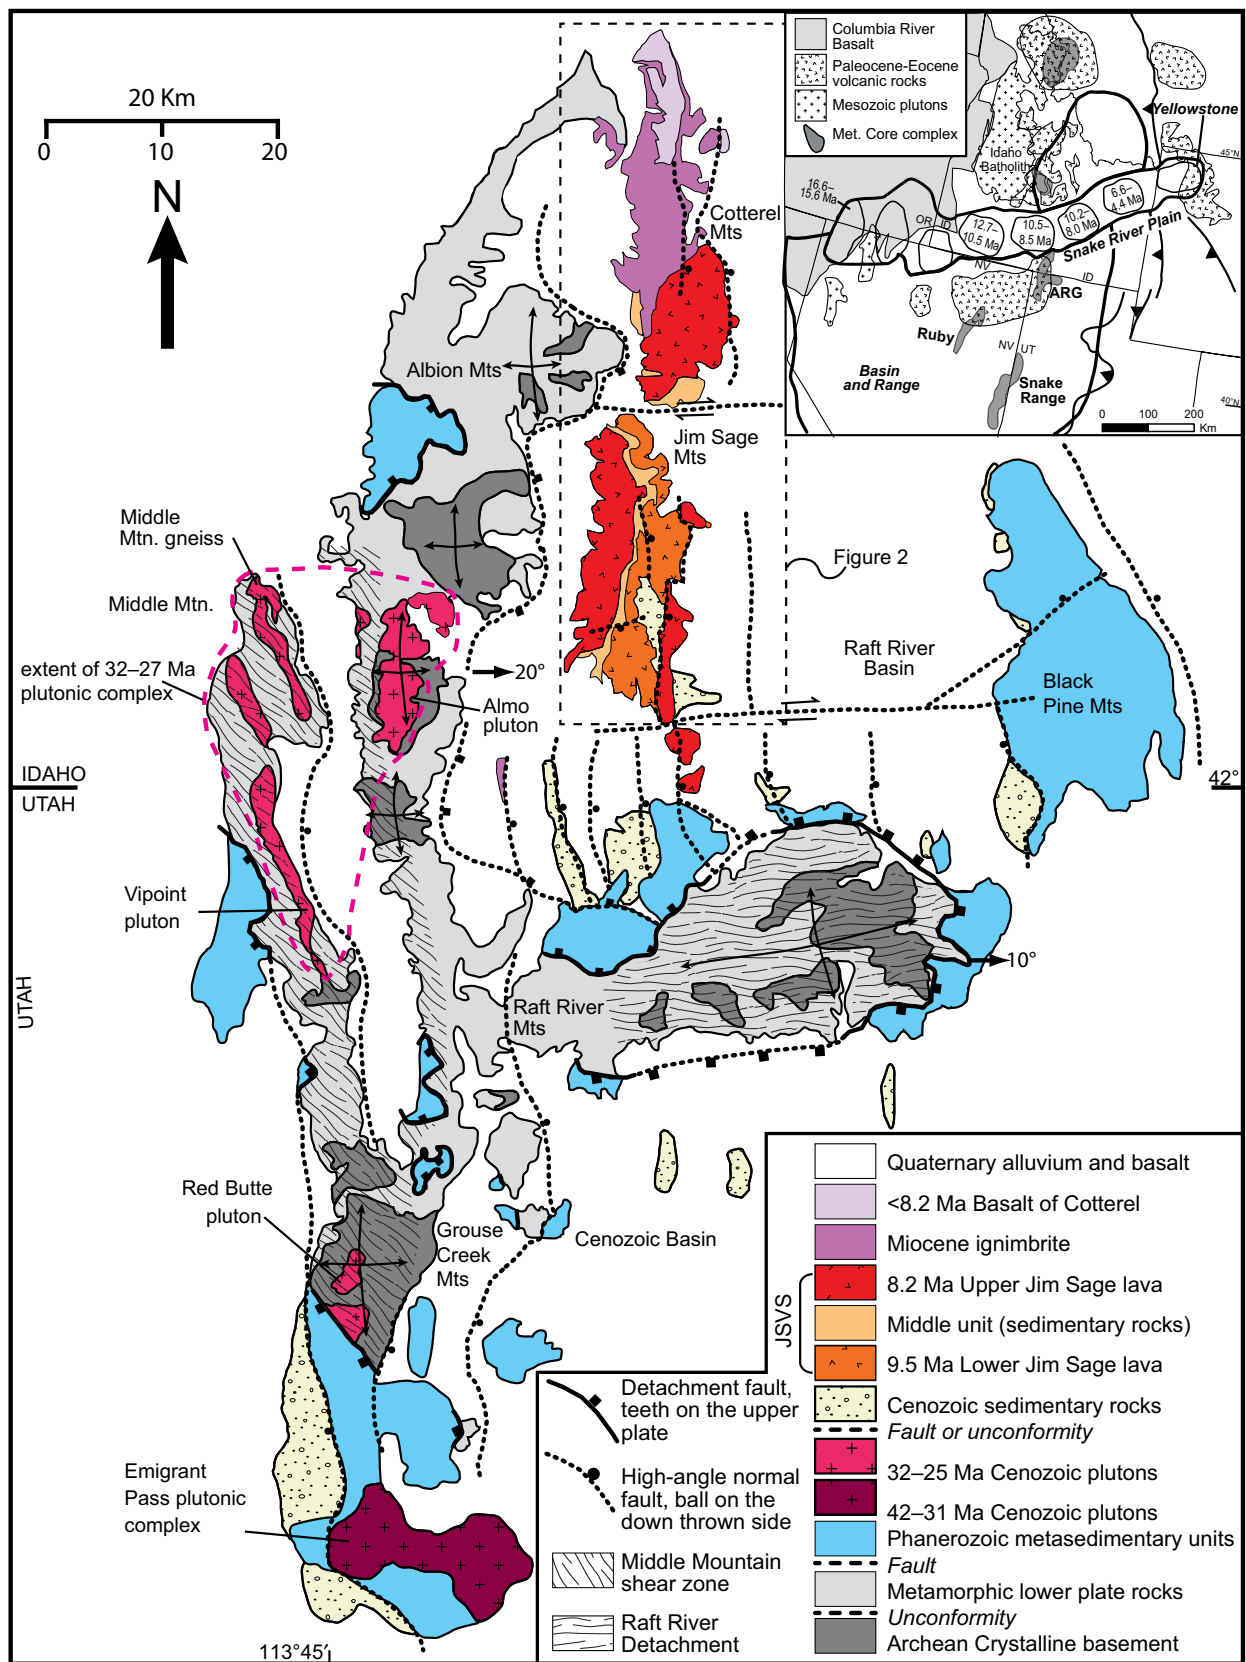 20 Km
0 10 20
N
Columbia River
Basalt
Paleocene-Eocene
volcanic rocks
Mesozoic plutons
Met. Core complex
Yellowstone
45°N
Idaho
Batholith
16.6–
15.6 Ma
OR
ID
12.7–
10.5 Ma
10.5–
8.5 Ma
10.2–
8.0 Ma
6.6–
4.4 Ma
Snake River Plain
NV
ID
ARG
Ruby
NV
UT
Basin
and Range
Snake
Range
40°N
0 100 200
Km
Cotterel
Mts
Albion Mts
Jim Sage
Mts
Middle
Mtn. gneiss
Figure 2
Middle Mtn.
Raft River
Basin
extent of 32–27 Ma
plutonic complex
20°
Black
Pine Mts
Almo
pluton
IDAHO
UTAH
42°
Vipoint
pluton
UTAH
10°
Raft River
Mts
Red Butte
pluton
Grouse
Creek
Mts
Cenozoic Basin
Emigrant
Pass plutonic
complex
113°45′
Quaternary alluvium and basalt
<8.2 Ma Basalt of Cotterel
Miocene ignimbrite
JSVS
8.2 Ma Upper Jim Sage lava
Middle unit (sedimentary rocks)
9.5 Ma Lower Jim Sage lava
Cenozoic sedimentary rocks
Fault or unconformity
32–25 Ma Cenozoic plutons
42–31 Ma Cenozoic plutons
Phanerozoic metasedimentary units
Fault
Metamorphic lower plate rocks
Unconformity
Archean Crystalline basement
Detachment fault,
teeth on the upper
plate
High-angle normal
fault, ball on the
down thrown side
Middle Mountain
shear zone
Raft River
Detachment